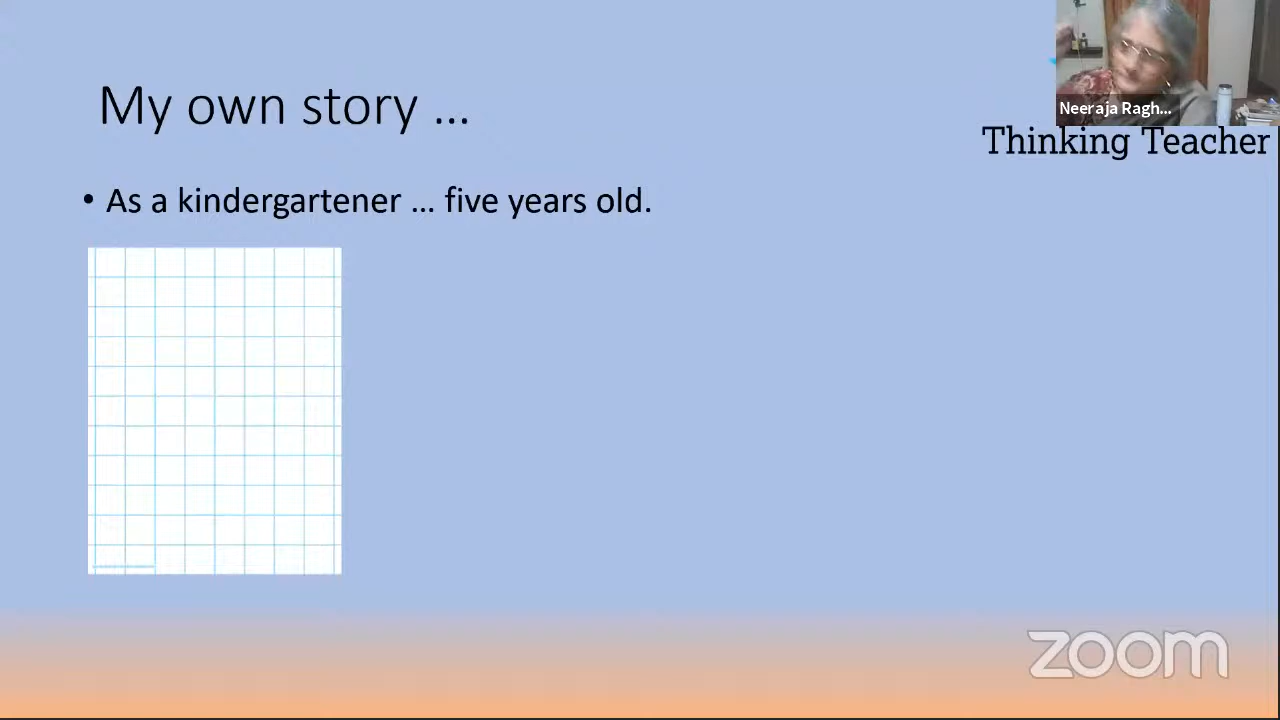 My own story ...
Neeraja Ragh...
Thinking Teacher
• As a kindergartener ... five years old.
zoom